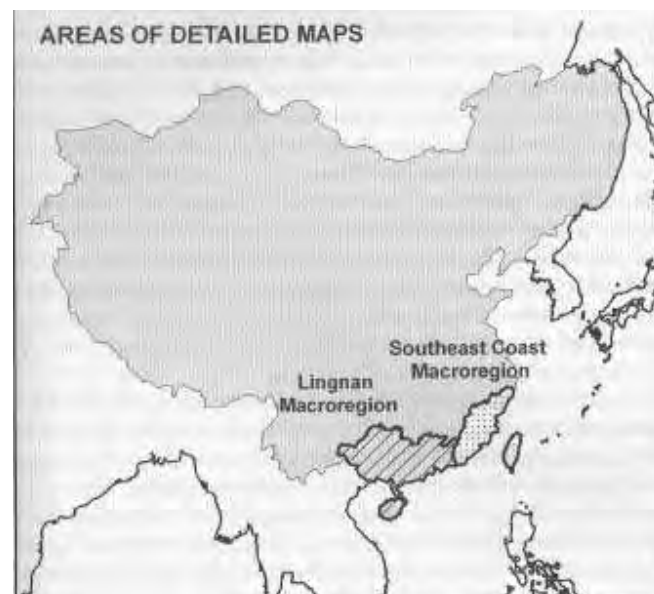 AREAS OF DETAILED MAPS
Southeast Coast
Macroregion
Lingnan
Macroregion